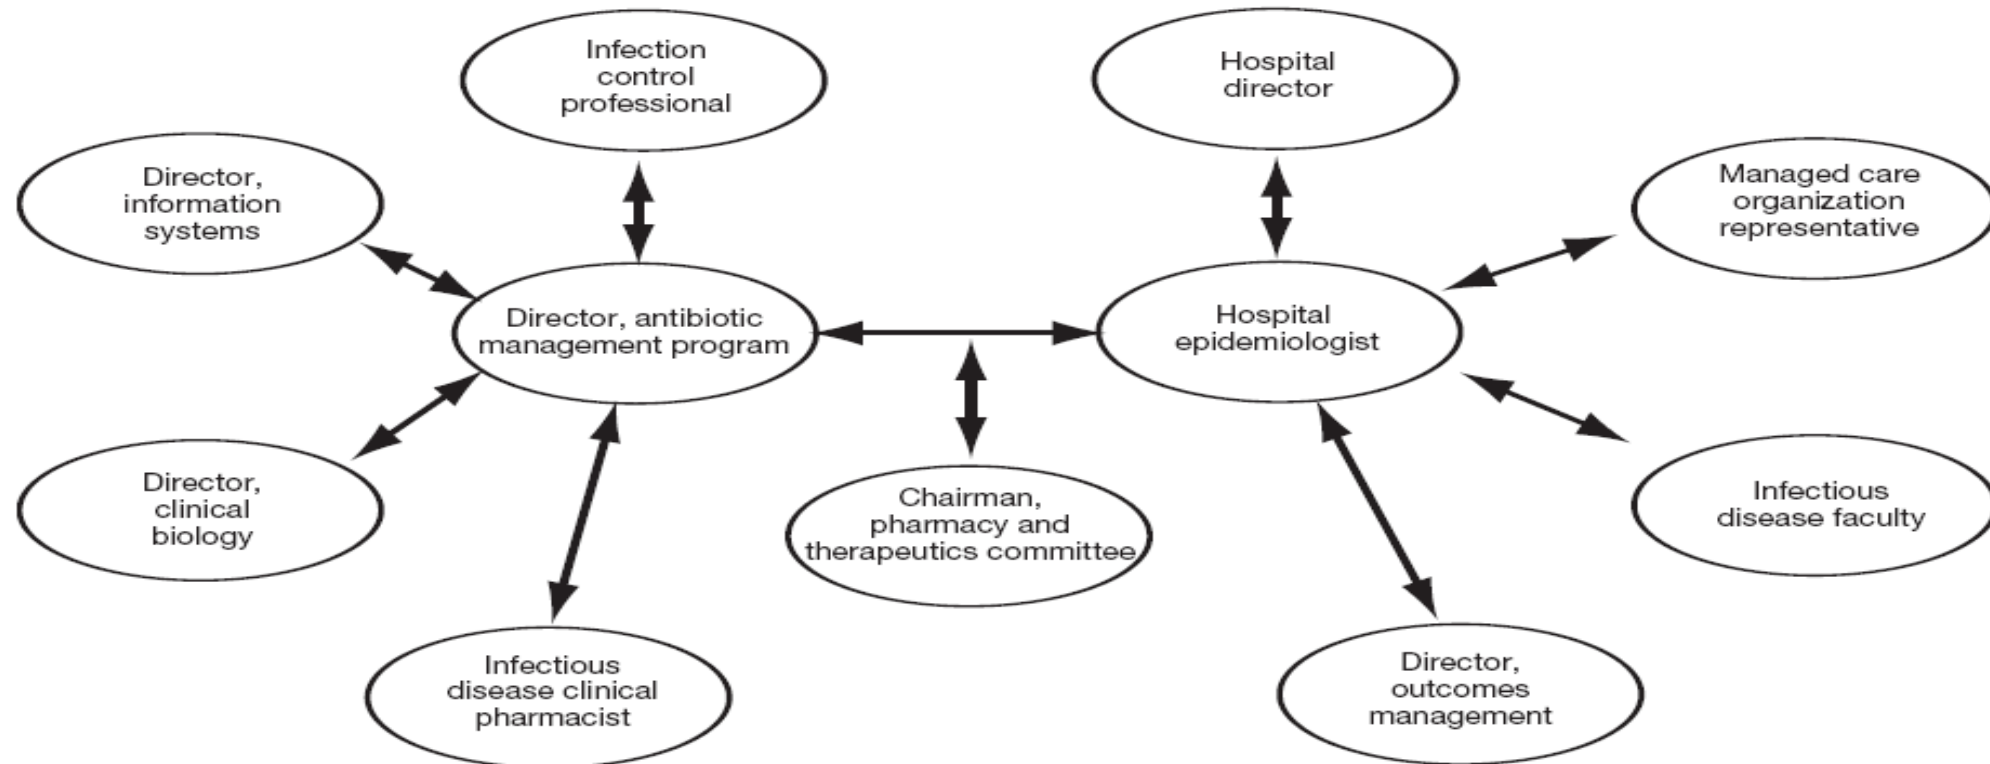 Infection
control
professional
Hospital
director
Director,
information
systems
Managed care
organization
representative
Director, antibiotic
management program
Hospital
epidemiologist
Director,
clinical
biology
Chairman,
pharmacy and
therapeutics committee
Infectious
disease faculty
Infectious
disease clinical
pharmacist
Director,
outcomes
management